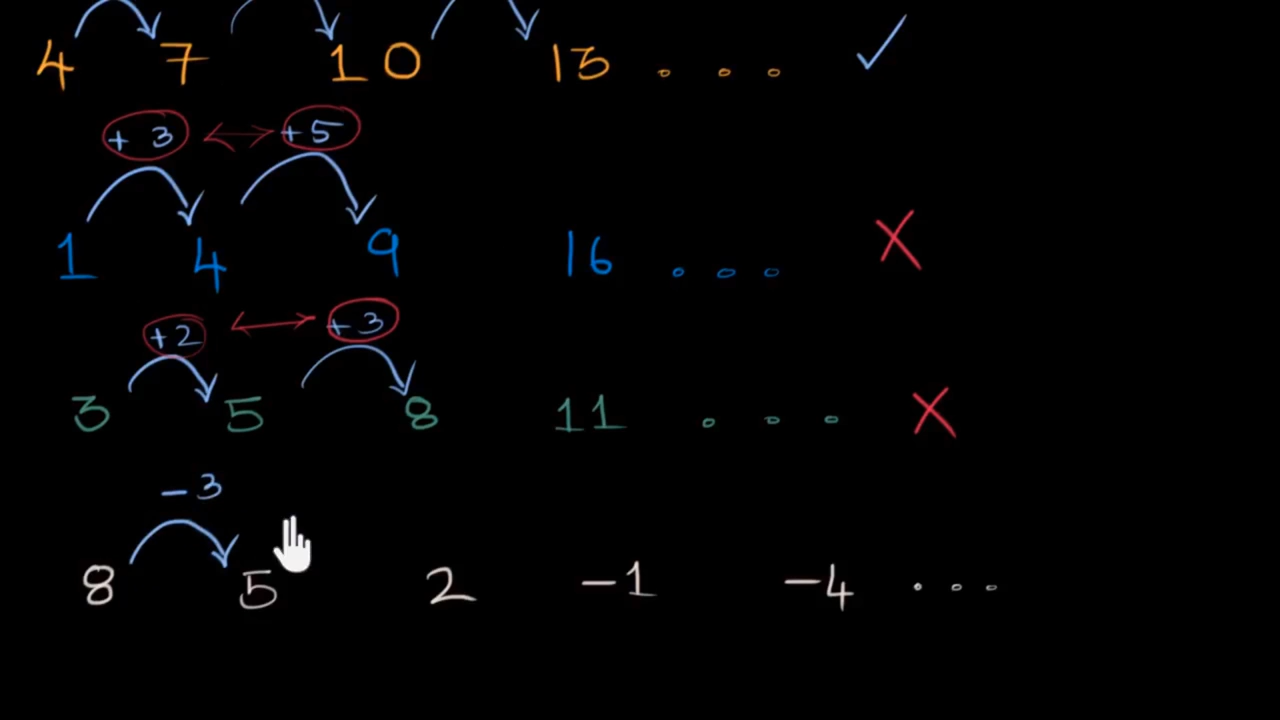 4 7 10 13 . . . ✓
+ 3 +5
1 4 9 16 . . . X
+2 +3
3 5 8 11 . . . X
- 3
8 5 2 -1 -4 . . .